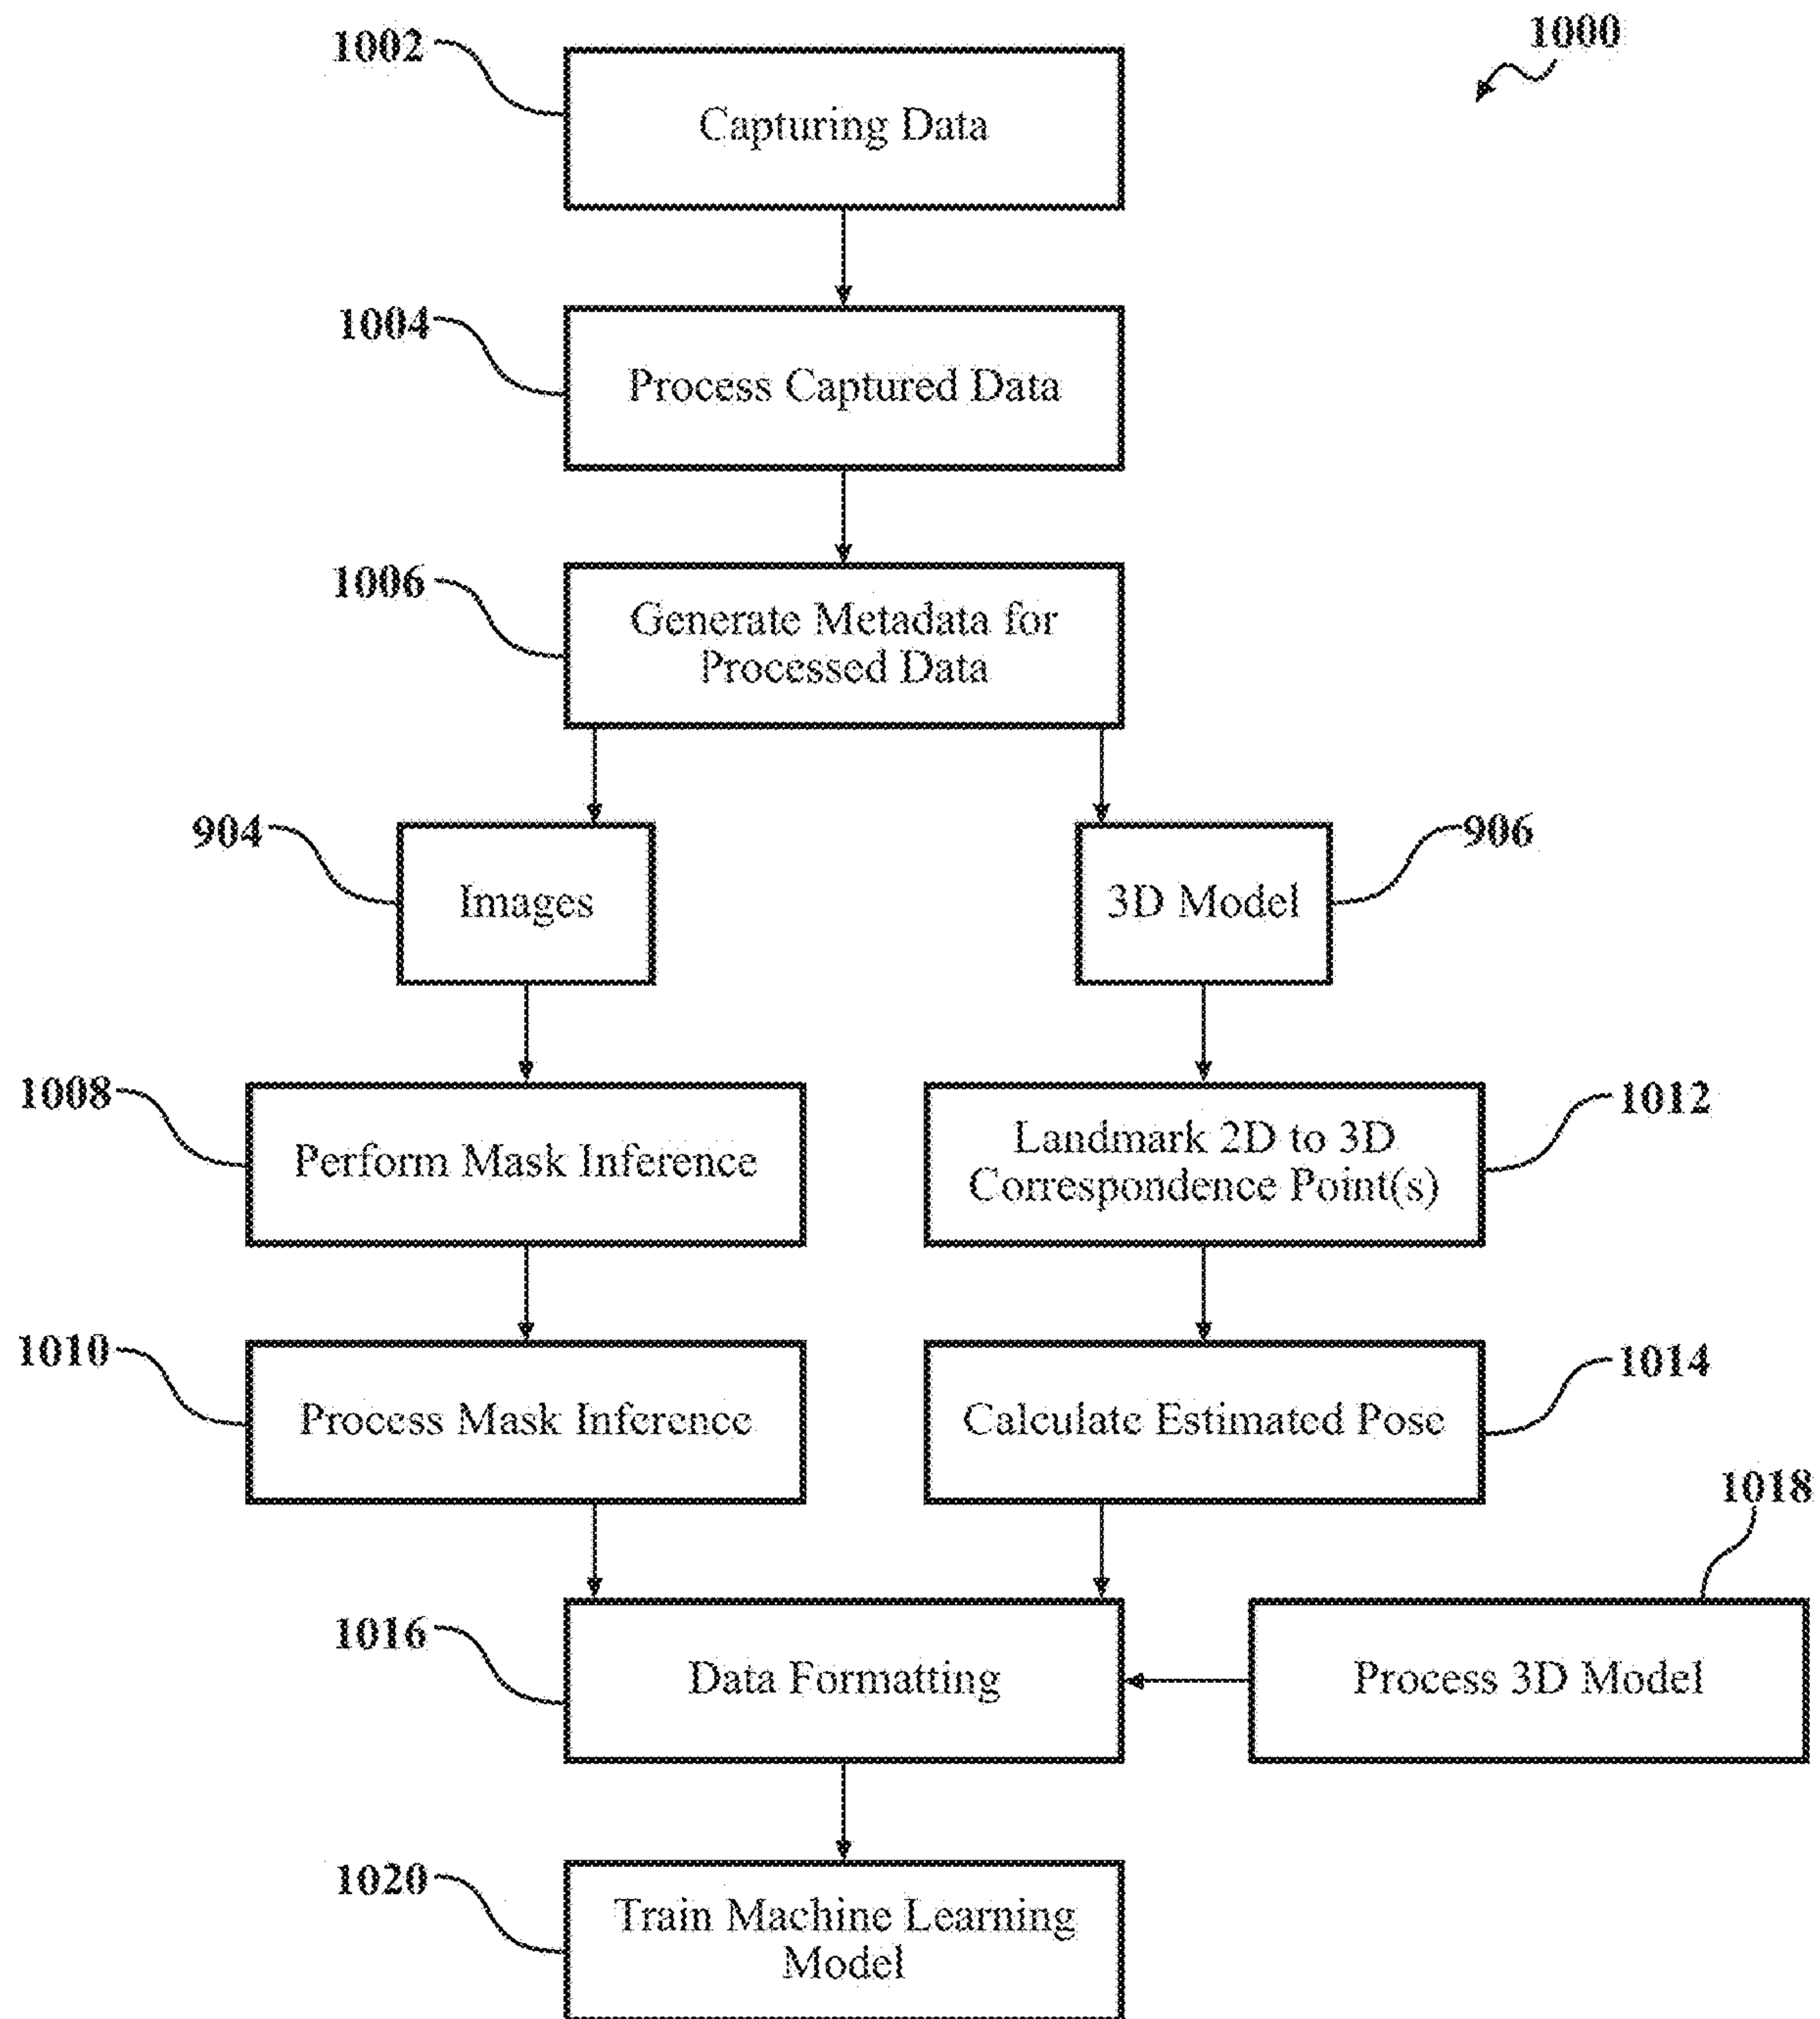 1000
1002
Capturing Data
1004
Process Captured Data
1006
Generate Metadata for
Processed Data
904
Images
906
3D Model
1008
Perform Mask Inference
1012
Landmark 2D to 3D
Correspondence Point(s)
1010
Process Mask Inference
1014
Calculate Estimated Pose
1016
Data Formatting
1018
Process 3D Model
1020
Train Machine Learning
Model